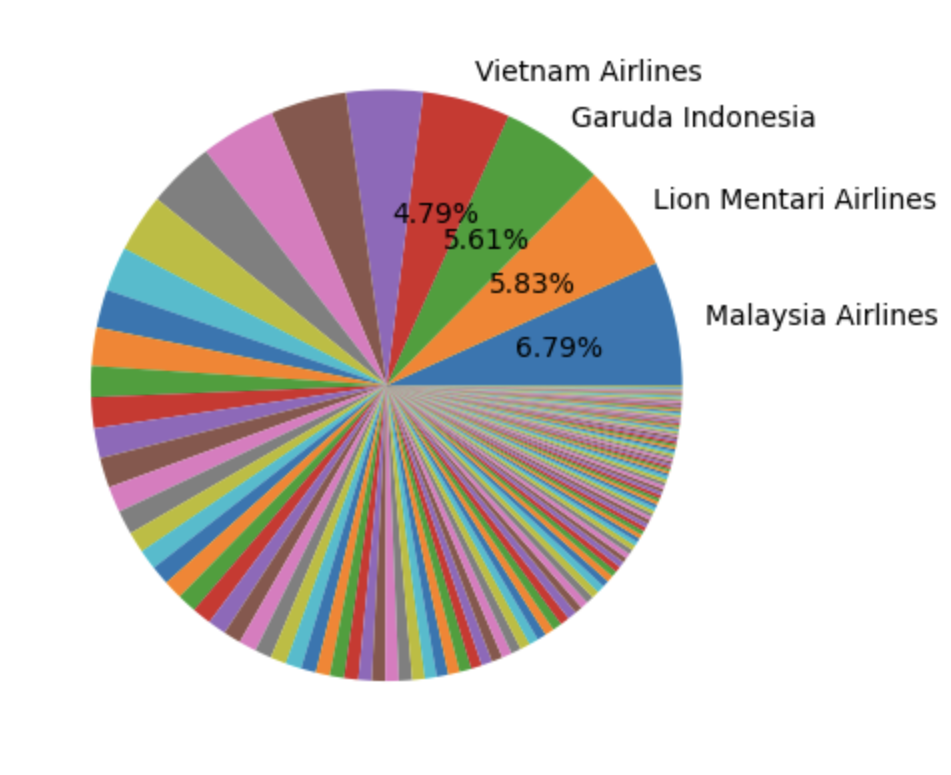 Vietnam Airlines
Garuda Indonesia
Lion Mentari Airlines
4.79%
5.61%
5.83%
Malaysia Airlines
6.79%